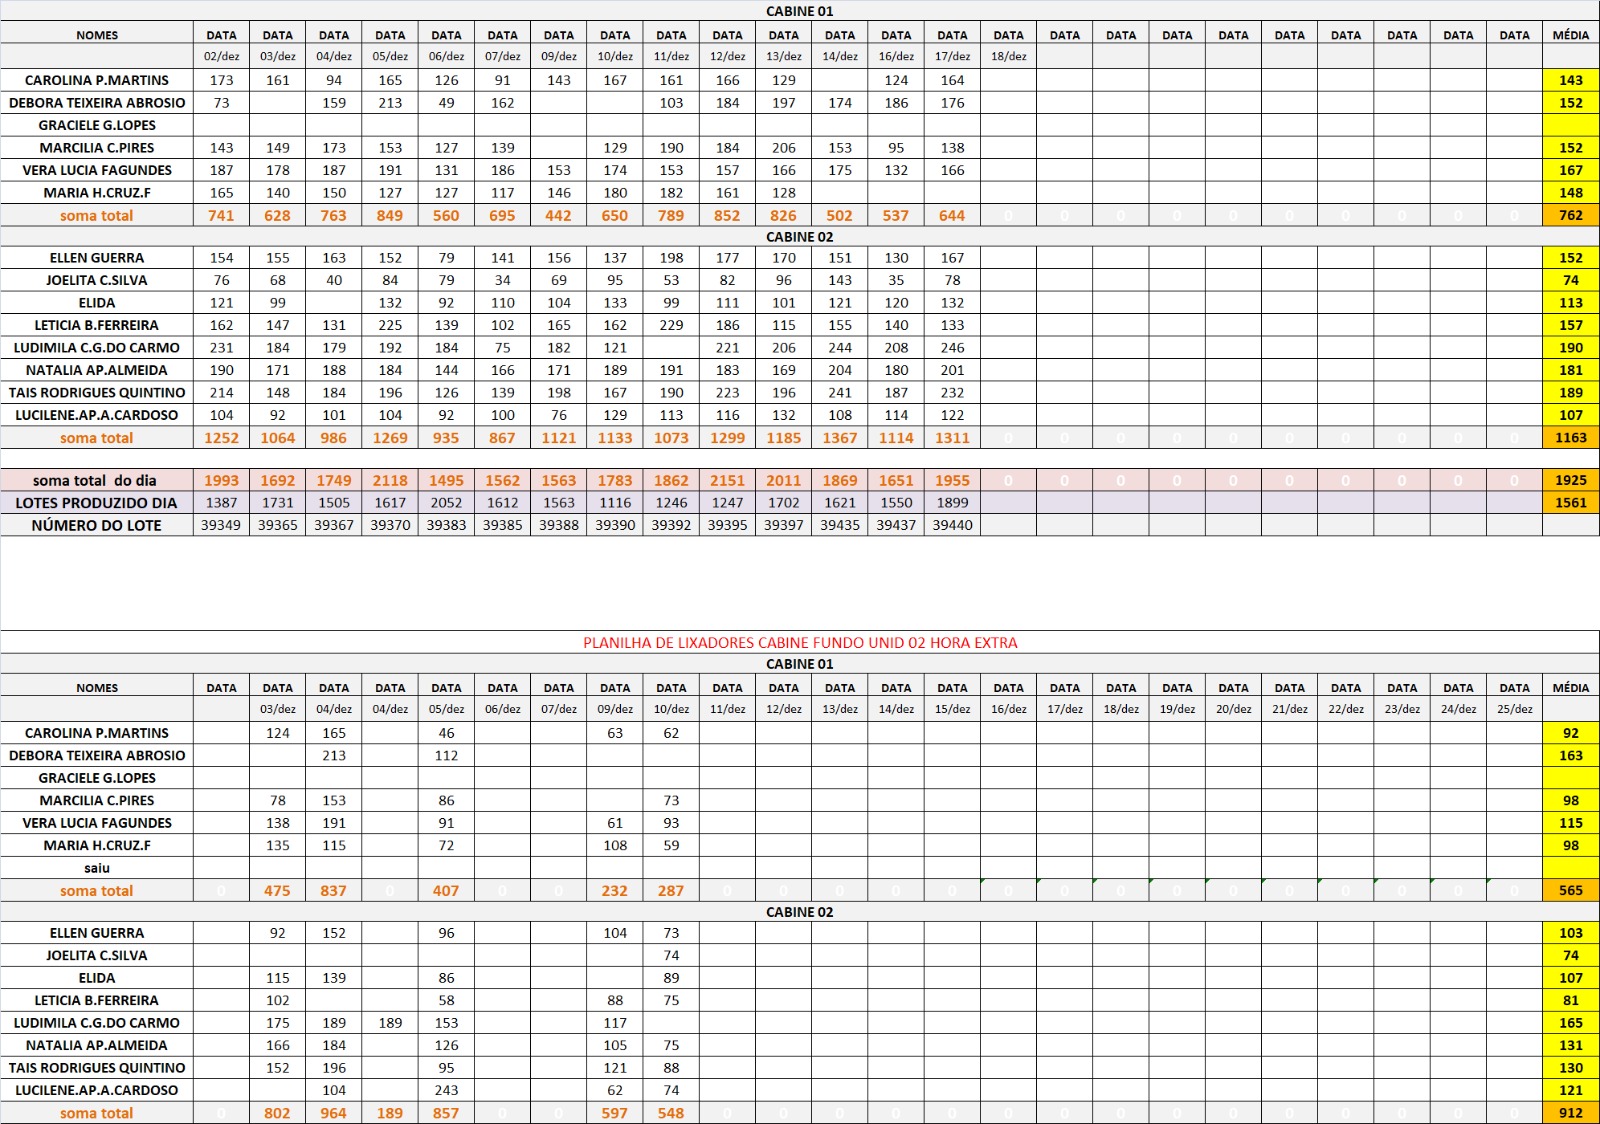 CABINE 01
NOMES DATA DATA DATA DATA DATA DATA DATA DATA DATA DATA DATA DATA DATA DATA DATA DATA DATA DATA DATA DATA DATA DATA DATA DATA MÉDIA
02/dez 03/dez 04/dez 05/dez 06/dez 07/dez 09/dez 10/dez 11/dez 12/dez 13/dez 14/dez 16/dez 17/dez 18/dez
CAROLINA P.MARTINS 173 161 94 165 126 91 143 167 161 166 129 124 164 143
DEBORA TEIXEIRA ABROSIO 73 159 213 49 162 103 184 197 174 186 176 152
GRACIELE G.LOPES
MARCILIA C.PIRES 143 149 173 153 127 139 129 190 184 206 153 95 138 152
VERA LUCIA FAGUNDES 187 178 187 191 131 186 153 174 153 157 166 175 132 166 167
MARIA H.CRUZ.F 165 140 150 127 127 117 146 180 182 161 128 148
soma total 741 628 763 849 560 695 442 650 789 852 826 502 537 644 0 0 0 0 0 0 0 0 0 0 762
CABINE 02
ELLEN GUERRA 154 155 163 152 79 141 156 137 198 177 170 151 130 167 152
JOELITA C.SILVA 76 68 40 84 79 34 69 95 53 82 96 143 35 78 74
ELIDA 121 99 132 92 110 104 133 99 111 101 121 120 132 113
LETICIA B.FERREIRA 162 147 131 225 139 102 165 162 229 186 115 155 140 133 157
LUDIMILA C.G.DO CARMO 231 184 179 192 184 75 182 121 221 206 244 208 246 190
NATALIA AP.ALMEIDA 190 171 188 184 144 166 171 189 191 183 169 204 180 201 181
TAIS RODRIGUES QUINTINO 214 148 184 196 126 139 198 167 190 223 196 241 187 232 189
LUCILENE.AP.A.CARDOSO 104 92 101 104 92 100 76 129 113 116 132 108 114 122 107
soma total 1252 1064 986 1269 935 867 1121 1133 1073 1299 1185 1367 1114 1311 0 0 0 0 0 0 0 0 0 0 1163
soma total do dia 1993 1692 1749 2118 1495 1562 1563 1783 1862 2151 2011 1869 1651 1955 0 0 0 0 0 0 0 0 0 0 1925
LOTES PRODUZIDO DIA 1387 1731 1505 1617 2052 1612 1563 1116 1246 1247 1702 1621 1550 1899 1561
NÚMERO DO LOTE 39349 39365 39367 39370 39383 39385 39388 39390 39392 39395 39397 39435 39437 39440
PLANILHA DE LIXADORES CABINE FUNDO UNID 02 HORA EXTRA
CABINE 01
NOMES DATA DATA DATA DATA DATA DATA DATA DATA DATA DATA DATA DATA DATA DATA DATA DATA DATA DATA DATA DATA DATA DATA DATA DATA MÉDIA
03/dez 04/dez 04/dez 05/dez 06/dez 07/dez 09/dez 10/dez 11/dez 12/dez 13/dez 14/dez 15/dez 16/dez 17/dez 18/dez 19/dez 20/dez 21/dez 22/dez 23/dez 24/dez 25/dez
CAROLINA P.MARTINS 124 165 46 63 62 92
DEBORA TEIXEIRA ABROSIO 213 112 163
GRACIELE G.LOPES
MARCILIA C.PIRES 78 153 86 73 98
VERA LUCIA FAGUNDES 138 191 91 61 93 115
MARIA H.CRUZ.F 135 115 72 108 59 98
saiu
soma total 0 475 837 0 407 0 0 232 287 0 0 0 0 0 0 0 0 0 0 0 0 0 0 0 565
CABINE 02
ELLEN GUERRA 92 152 96 104 73 103
JOELITA C.SILVA 74 74
ELIDA 115 139 86 89 107
LETICIA B.FERREIRA 102 58 88 75 81
LUDIMILA C.G.DO CARMO 175 189 189 153 117 165
NATALIA AP.ALMEIDA 166 184 126 105 75 131
TAIS RODRIGUES QUINTINO 152 196 95 121 88 130
LUCILENE.AP.A.CARDOSO 104 243 62 74 121
soma total 0 802 964 189 857 0 0 597 548 0 0 0 0 0 0 0 0 0 0 0 0 0 0 0 912